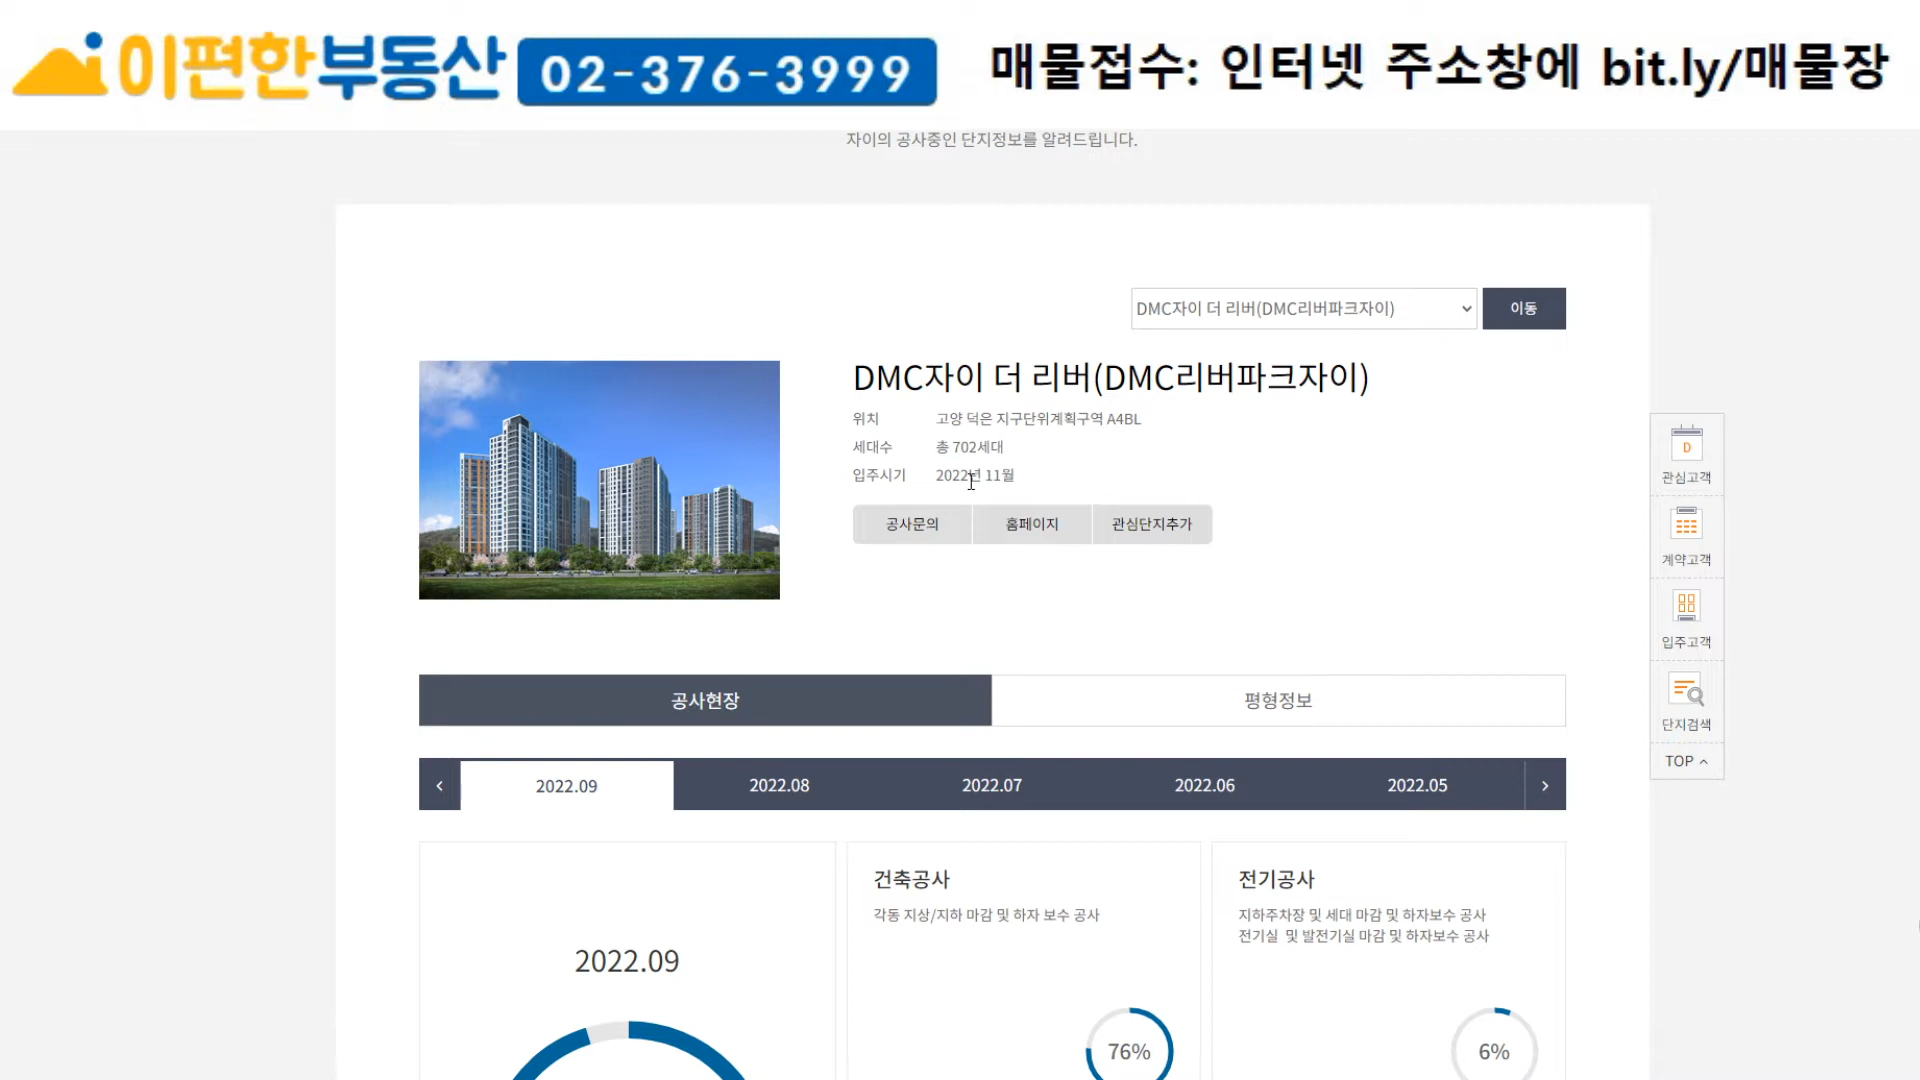 이편한부동산 02-376-3999 매물접수: 인터넷 주소창에 bit.ly/매물장
자이의 공사중인 단지정보를 알려드립니다.
DMC자이 더 리버(DMC리버파크자이) 이동
DMC자이 더 리버(DMC리버파크자이)
위치 고양 덕은 지구단위계획구역 A4BL
세대수 총 702세대
입주시기 2022년 11월
공사문의 홈페이지 관심단지추가
D
관심고객
계약고객
입주고객
단지검색
TOP
공사현장 평형정보
2022.09 2022.08 2022.07 2022.06 2022.05
2022.09
건축공사
각동 지상/지하 마감 및 하자 보수 공사
76%
전기공사
지하주차장 및 세대 마감 및 하자보수 공사
전기실 및 발전기실 마감 및 하자보수 공사
6%